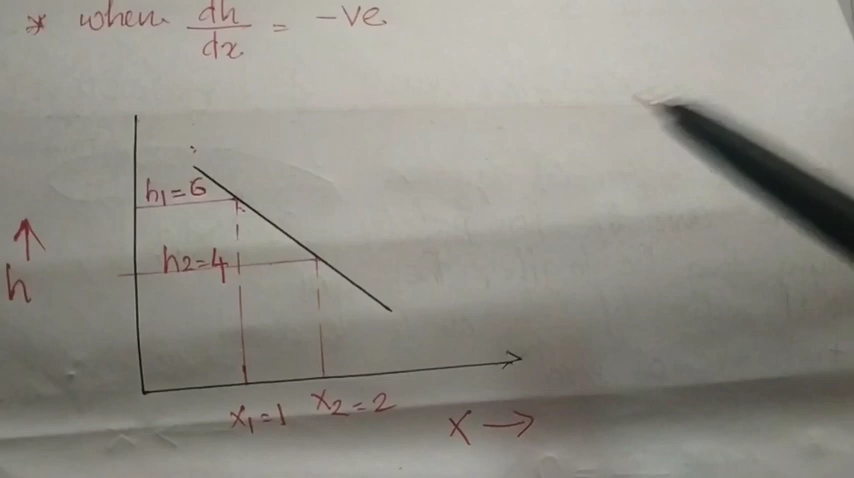 * when dh/dx = -ve
h1=6
h2=4
↑
h
x1=1 x2=2
x →